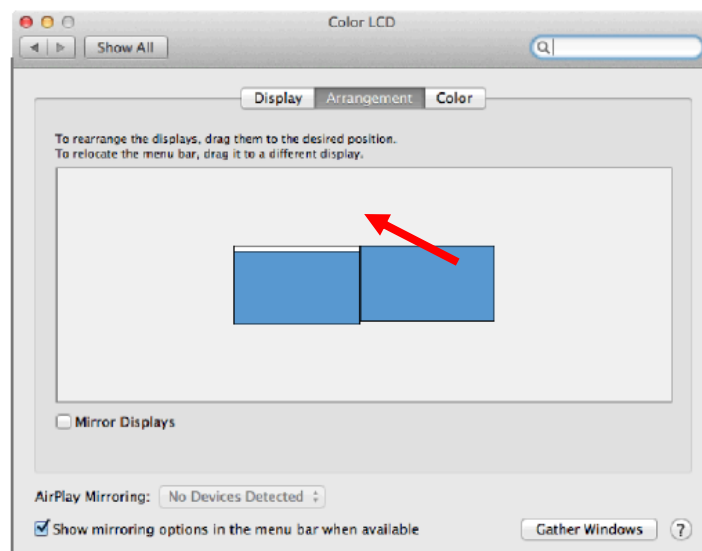 Color LCD
Show All
Display Arrangement Color
To rearrange the displays, drag them to the desired position.
To relocate the menu bar, drag it to a different display.
Mirror Displays
AirPlay Mirroring: No Devices Detected
Show mirroring options in the menu bar when available
Gather Windows ?